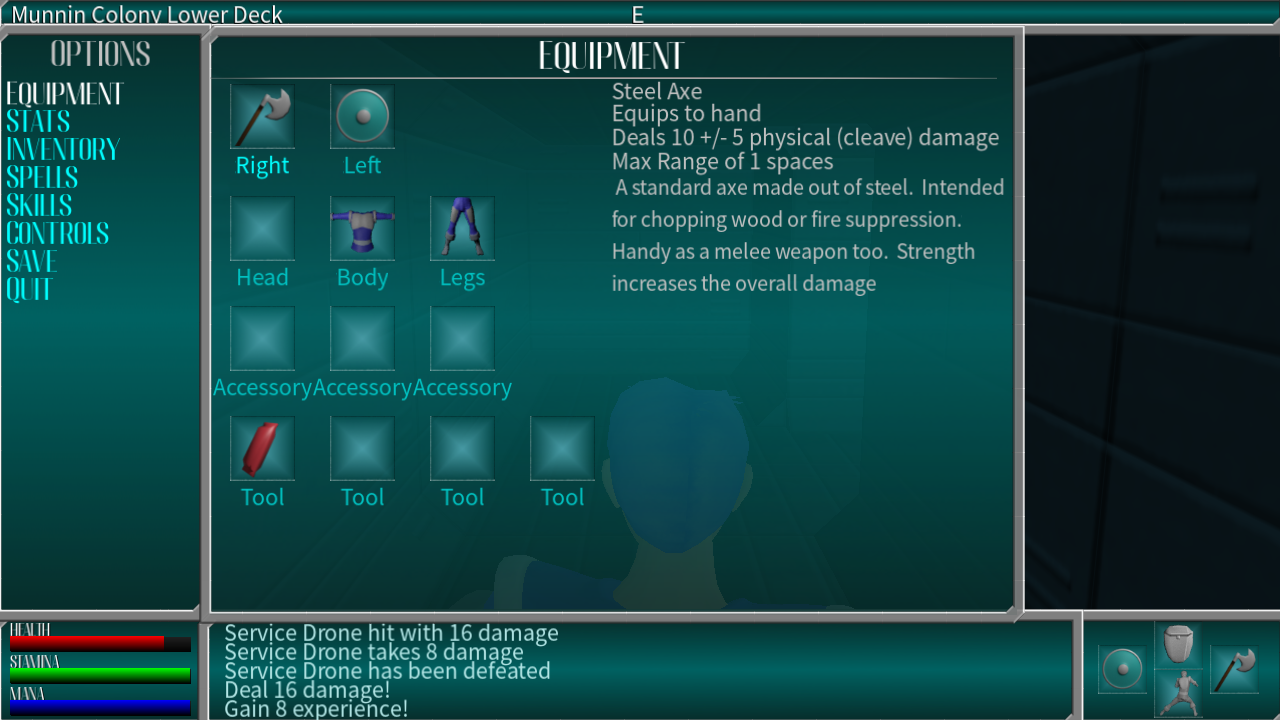 Munnin Colony Lower Deck
E
OPTIONS
EQUIPMENT
STATS
INVENTORY
SPELLS
SKILLS
CONTROLS
SAVE
QUIT
EQUIPMENT
Right
Left
Head
Body
Legs
Accessory
Accessory
Accessory
Tool
Tool
Tool
Tool
Steel Axe
Equips to hand
Deals 10 +/- 5 physical (cleave) damage
Max Range of 1 spaces
A standard axe made out of steel.  Intended
for chopping wood or fire suppression.
Handy as a melee weapon too.  Strength
increases the overall damage
HEALTH
STAMINA
MANA
Service Drone hit with 16 damage
Service Drone takes 8 damage
Service Drone has been defeated
Deal 16 damage!
Gain 8 experience!